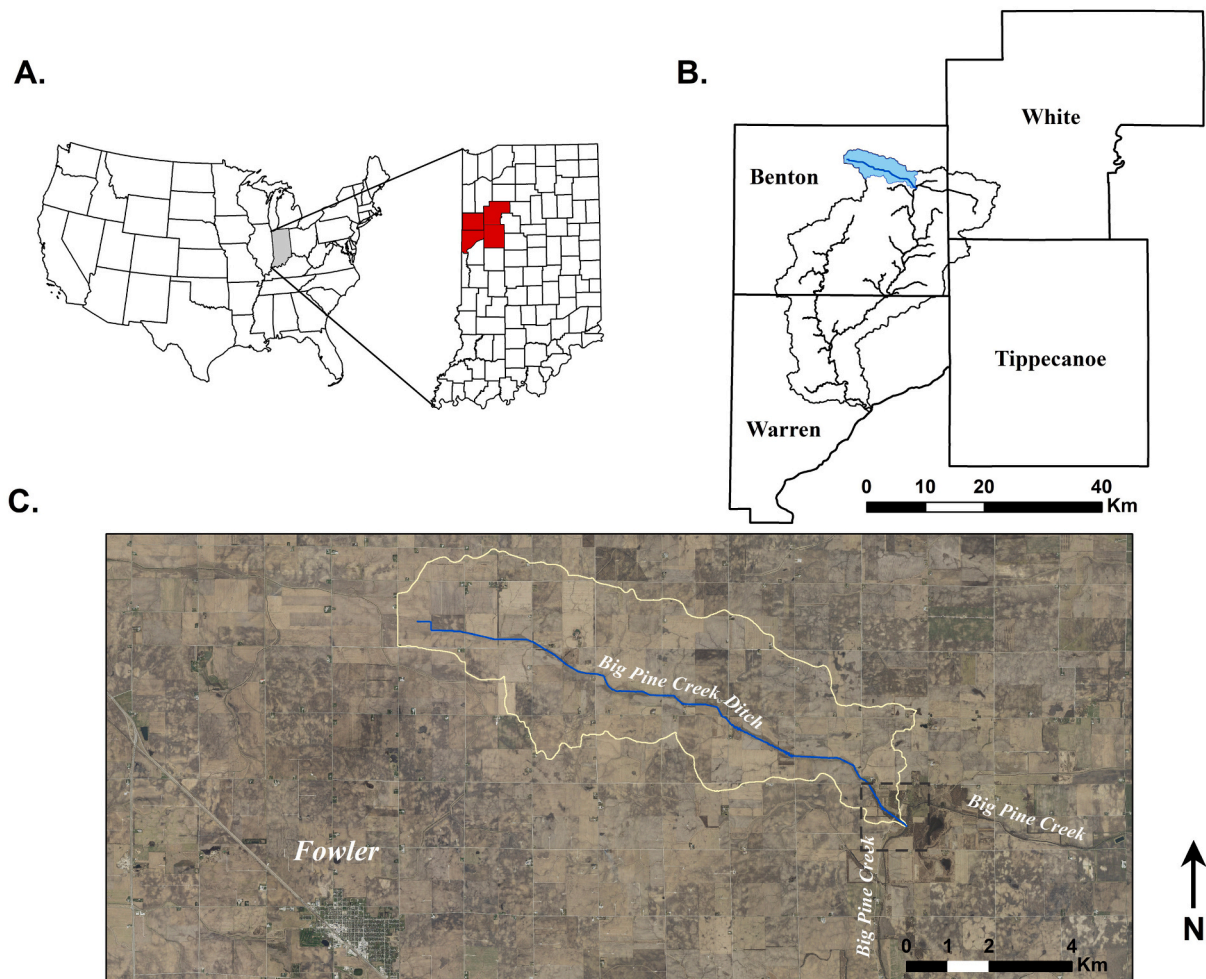 A.
B.
White
Benton
Tippecanoe
Warren
0 10 20 40
Km
C.
Big Pine Creek Ditch
Big Pine Creek
Fowler
Big Pine Creek
0 1 2 4
Km
N